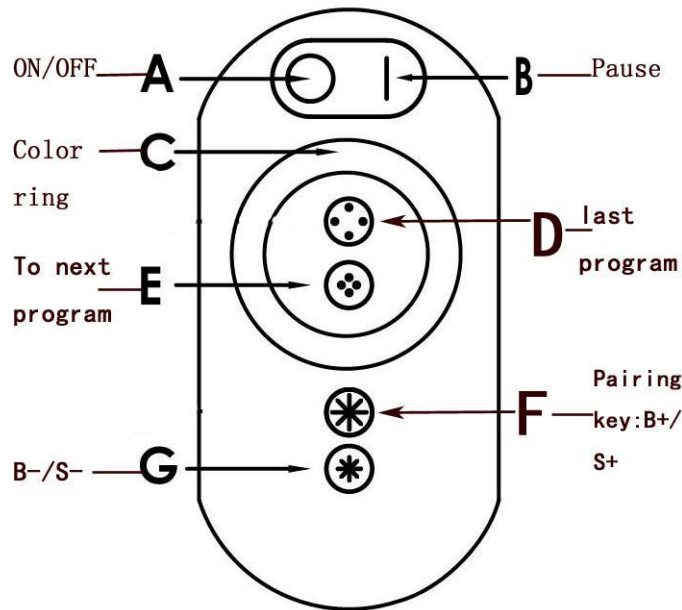 ON/OFF A B Pause
Color C
ring
D last
program
To next
E
program
Pairing
F key:B+/
S+
B-/S- G